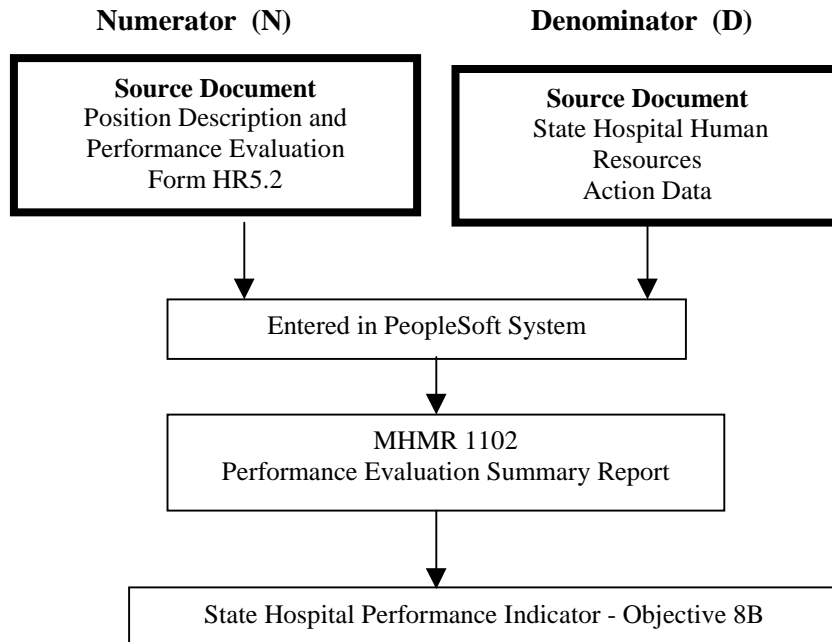 Numerator (N)
Denominator (D)
Source Document
Position Description and
Performance Evaluation
Form HR5.2
Source Document
State Hospital Human
Resources
Action Data
Entered in PeopleSoft System
MHMR 1102
Performance Evaluation Summary Report
State Hospital Performance Indicator - Objective 8B